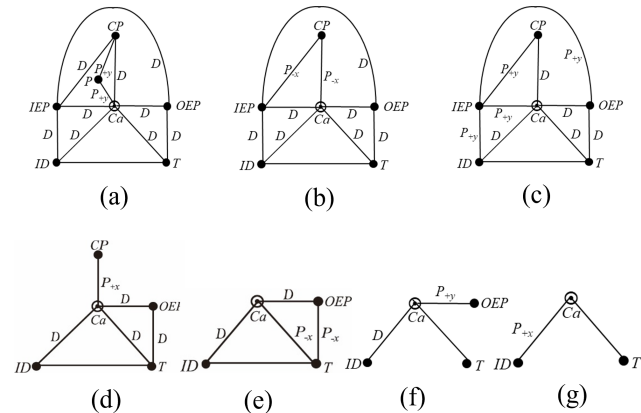 CP CP CP
D P+y D D P
P+y
P-x P-x D
P+y D P+y
IEP D Ca D OEP
IEP D Ca D OEP
IEP P+y Ca D OEP
D D D D
D D D D
P+y D D D
ID T
ID T
ID T
(a) (b) (c)
CP
P+x
D OEP
Ca
D D D
ID T
D OEP
Ca
D P-x P-x
ID T
P+y OEP
Ca
D
ID T
Ca
P+x
ID T
(d) (e) (f) (g)